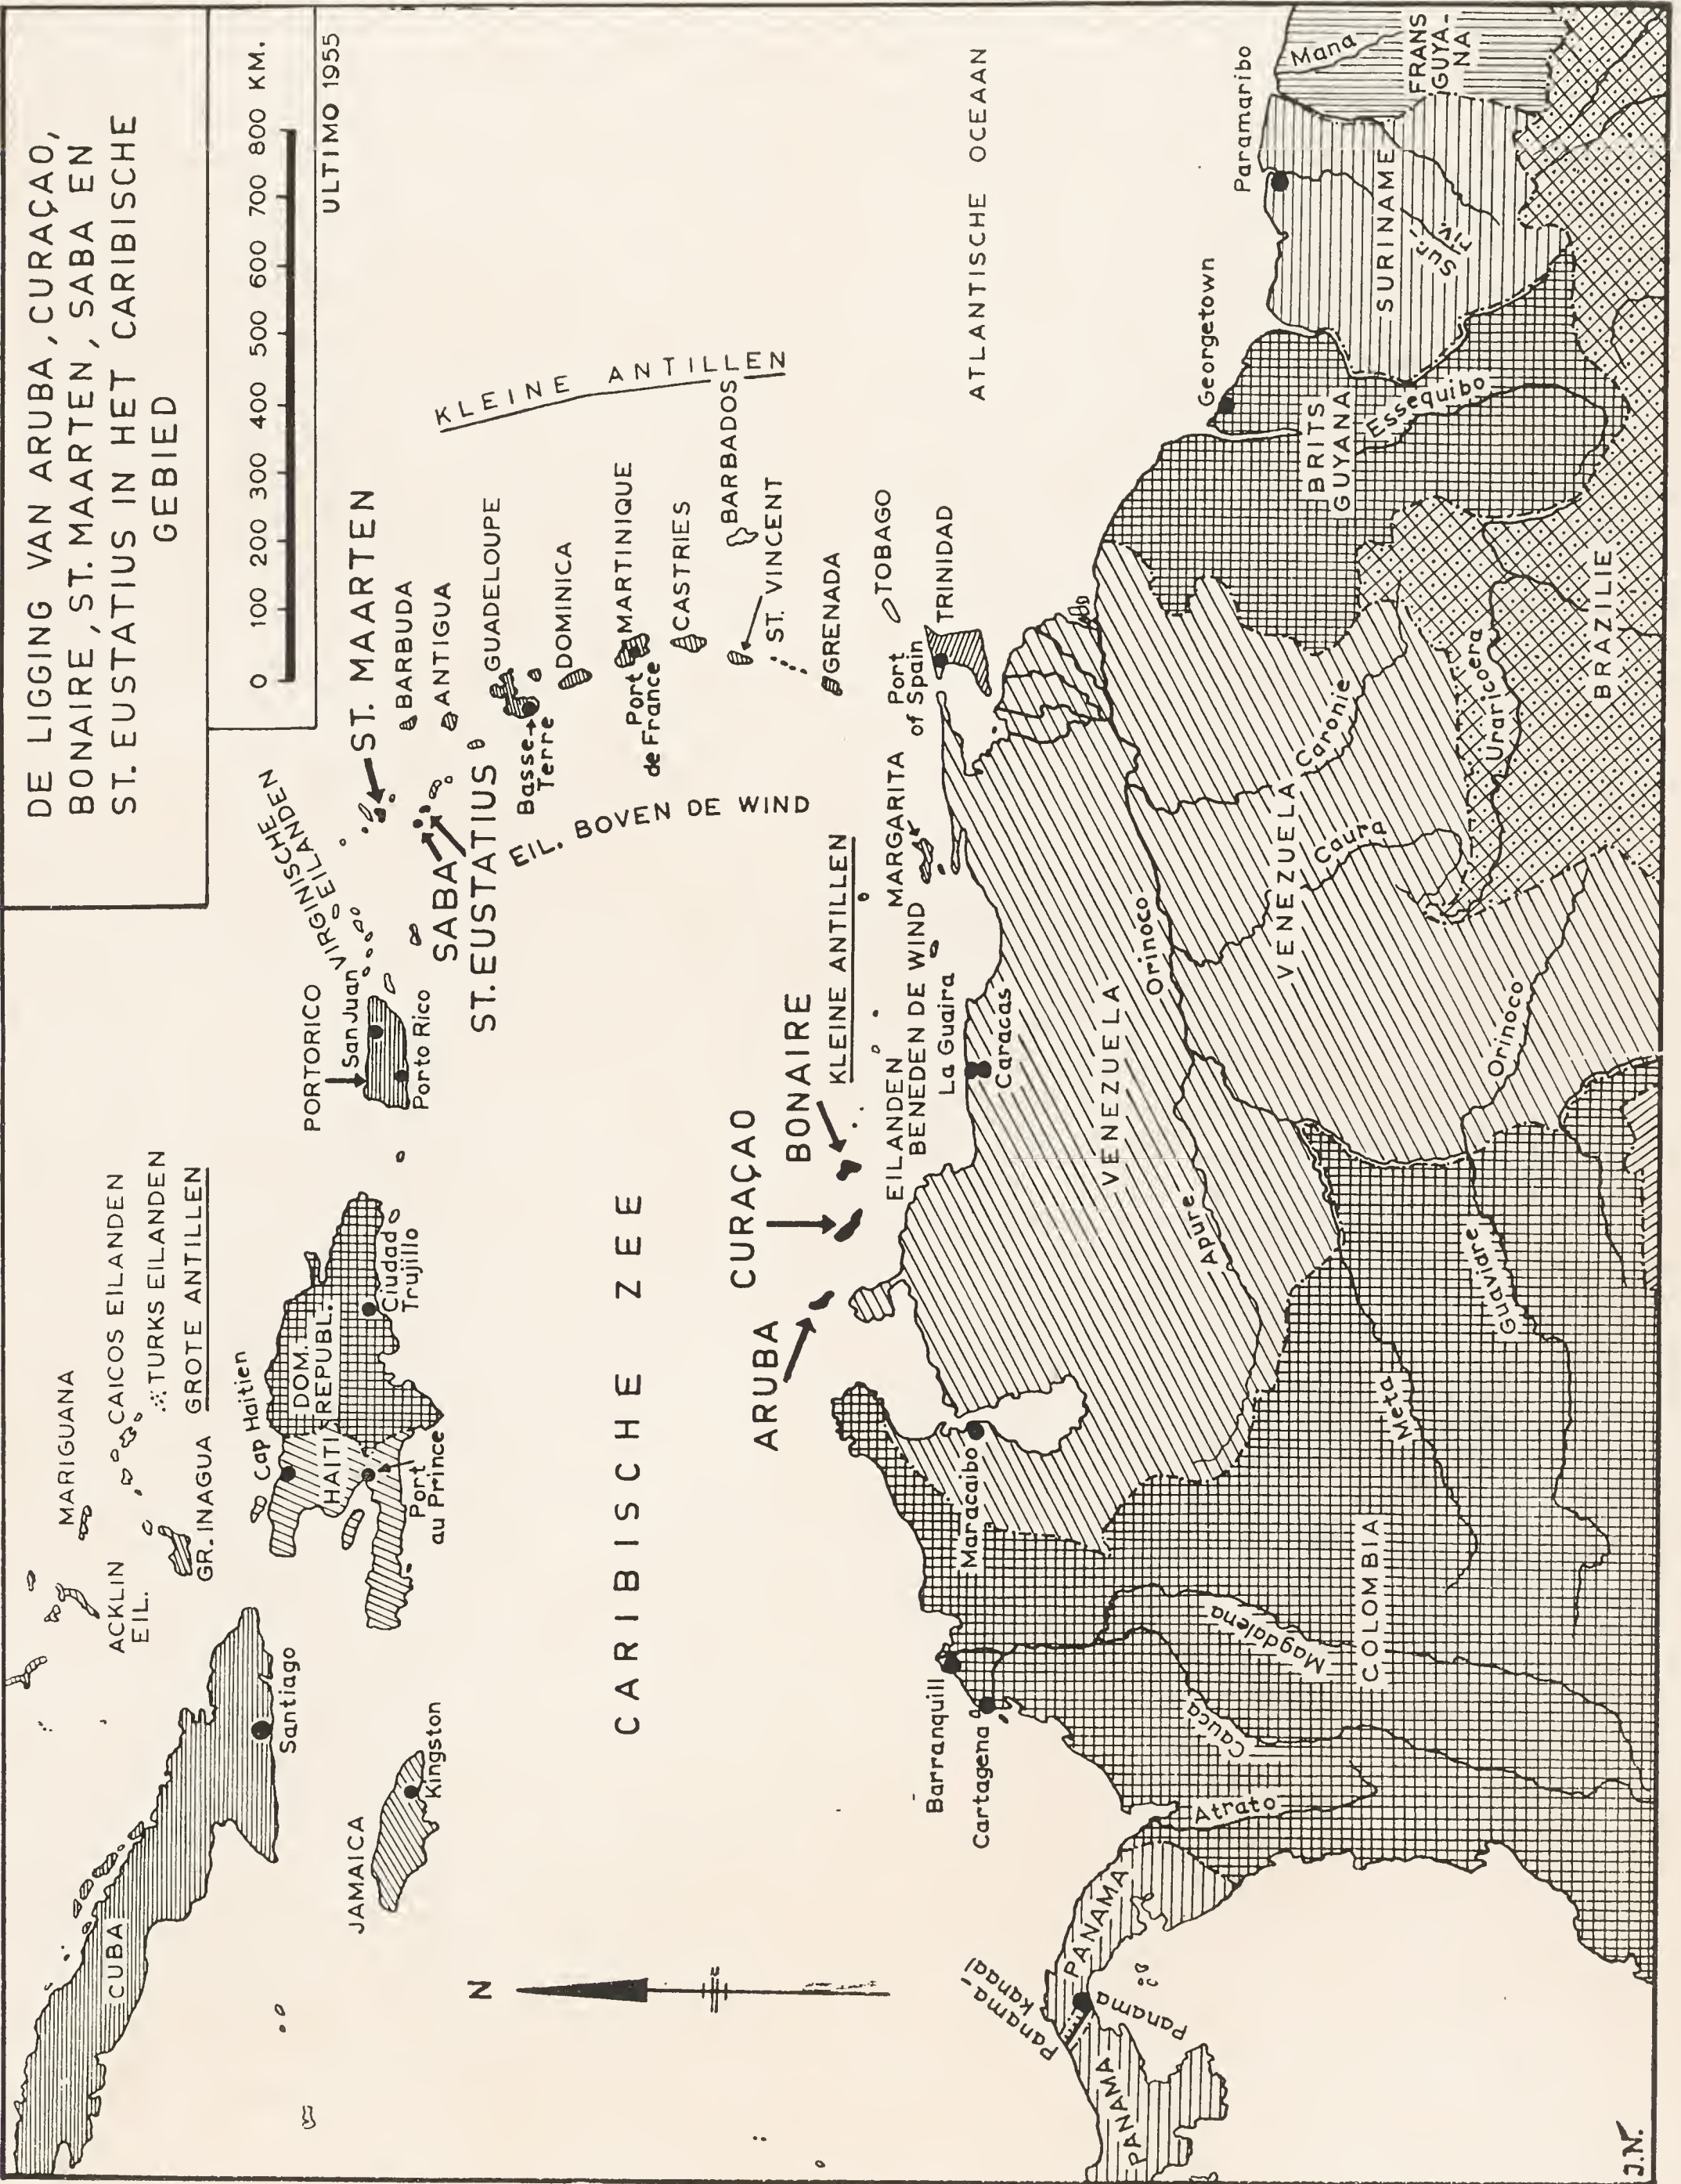 DE LIGGING VAN ARUBA, CURAÇAO,
BONAIRE, ST. MAARTEN, SABA EN
ST. EUSTATIUS IN HET CARIBISCHE
GEBIED
0 100 200 300 400 500 600 700 800 KM.
ULTIMO 1955
MARIGUANA
ACKLIN
EIL.
CAICOS EILANDEN
TURKS EILANDEN
GROTE ANTILLEN
GR. INAGUA
CUBA
Santiago
JAMAICA
Kingston
Cap Haitien
HAITI
DOM.
REPUBL.
Port
au Prince
Ciudad
Trujillo
PORTORICO
San Juan
Porto Rico
VIRGINISCHE
EILANDEN
ST. MAARTEN
SABA
ST. EUSTATIUS
BARBUDA
ANTIGUA
GUADELOUPE
Basse
Terre
DOMINICA
MARTINIQUE
Port
de France
CASTRIES
BARBADOS
ST. VINCENT
GRENADA
TOBAGO
TRINIDAD
Port
of Spain
KLEINE ANTILLEN
EIL. BOVEN DE WIND
ATLANTISCHE OCEAAN
CARIBISCHE ZEE
N
ARUBA
CURAÇAO
BONAIRE
KLEINE ANTILLEN
EILANDEN
BENEDEN DE WIND
MARGARITA
La Guaira
Caracas
Maracaibo
Barranquill
Cartagena
Panama-
kanaal
PANAMA
PANAMA
Panama
Atrato
Cauca
Magdalena
COLOMBIA
Meta
Guaviare
Apure
VENEZUELA
Orinoco
VENEZUELA
Orinoco
Caura
Caronie
Uraricoera
BRAZILIE
BRITS
GUYANA
Essequibo
Georgetown
SURINAME
Sur.
riv.
Paramaribo
Mana
FRANS
GUYA-
NA
J.N.